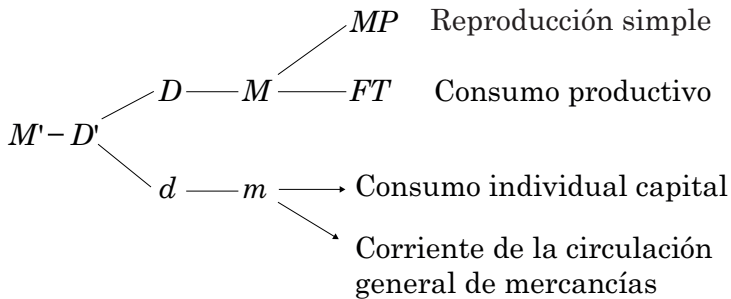 MP Reproducción simple
D M FT Consumo productivo
M' – D'
d m Consumo individual capital
Corriente de la circulación
general de mercancías